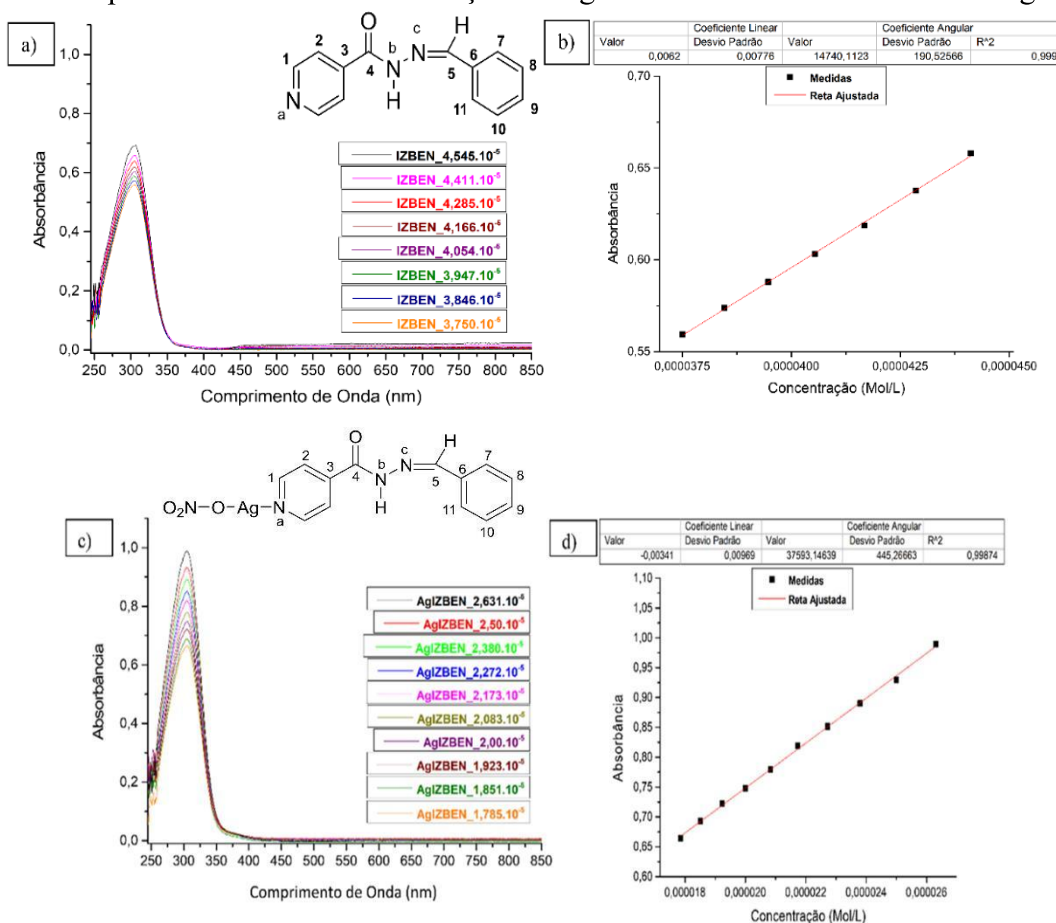 a)
1,0
0,8
0,6
0,4
0,2
0,0
Absorbância
250 300 350 400 450 500 550 600 650 700 750 800 850
Comprimento de Onda (nm)
O
N
N
N
H
H
a
b
c
1
2
3
4
5
6
7
8
9
10
11
IZBEN_4,545.10⁻⁵
IZBEN_4,411.10⁻⁵
IZBEN_4,285.10⁻⁵
IZBEN_4,166.10⁻⁵
IZBEN_4,054.10⁻⁵
IZBEN_3,947.10⁻⁵
IZBEN_3,846.10⁻⁵
IZBEN_3,750.10⁻⁵
b)
Coeficiente Linear Coeficiente Angular
Valor Desvio Padrão Valor Desvio Padrão R^2
0,0062 0,00776 14740,1123 190,52566 0,999
Medidas
Reta Ajustada
0,70
0,65
0,60
0,55
Absorbância
0,0000375 0,0000400 0,0000425 0,0000450
Concentração (Mol/L)
c)
O₂N O Ag N
a
1
2
3
O
4
N
b
H
N
c
H
5
6
7
8
9
10
11
1,0
0,8
0,6
0,4
0,2
0,0
Absorbância
250 300 350 400 450 500 550 600 650 700 750 800 850
Comprimento de Onda (nm)
AgIZBEN_2,631.10⁻⁵
AgIZBEN_2,50.10⁻⁵
AgIZBEN_2,380.10⁻⁵
AgIZBEN_2,272.10⁻⁵
AgIZBEN_2,173.10⁻⁵
AgIZBEN_2,083.10⁻⁵
AgIZBEN_2,00.10⁻⁵
AgIZBEN_1,923.10⁻⁵
AgIZBEN_1,851.10⁻⁵
AgIZBEN_1,785.10⁻⁵
d)
Coeficiente Linear Coeficiente Angular
Valor Desvio Padrão Valor Desvio Padrão R^2
-0,00341 0,00969 37593,14639 445,26663 0,99874
Medidas
Reta Ajustada
1,10
1,05
1,00
0,95
0,90
0,85
0,80
0,75
0,70
0,65
0,60
Absorbância
0,000018 0,000020 0,000022 0,000024 0,000026
Concentração (Mol/L)